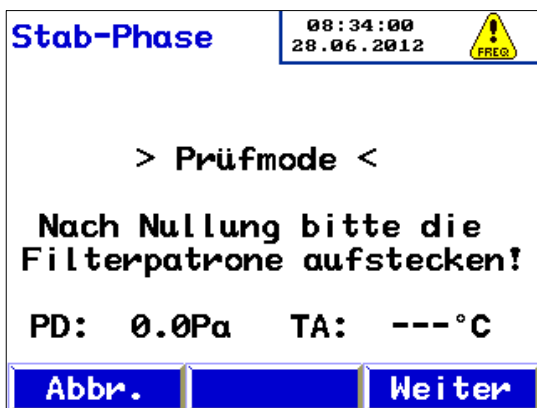 Stab-Phase
08:34:00
28.06.2012
!
FREQ
> Prüfmode <
Nach Nullung bitte die
Filterpatrone aufstecken!
PD: 0.0Pa TA: ---°C
Abbr. Weiter